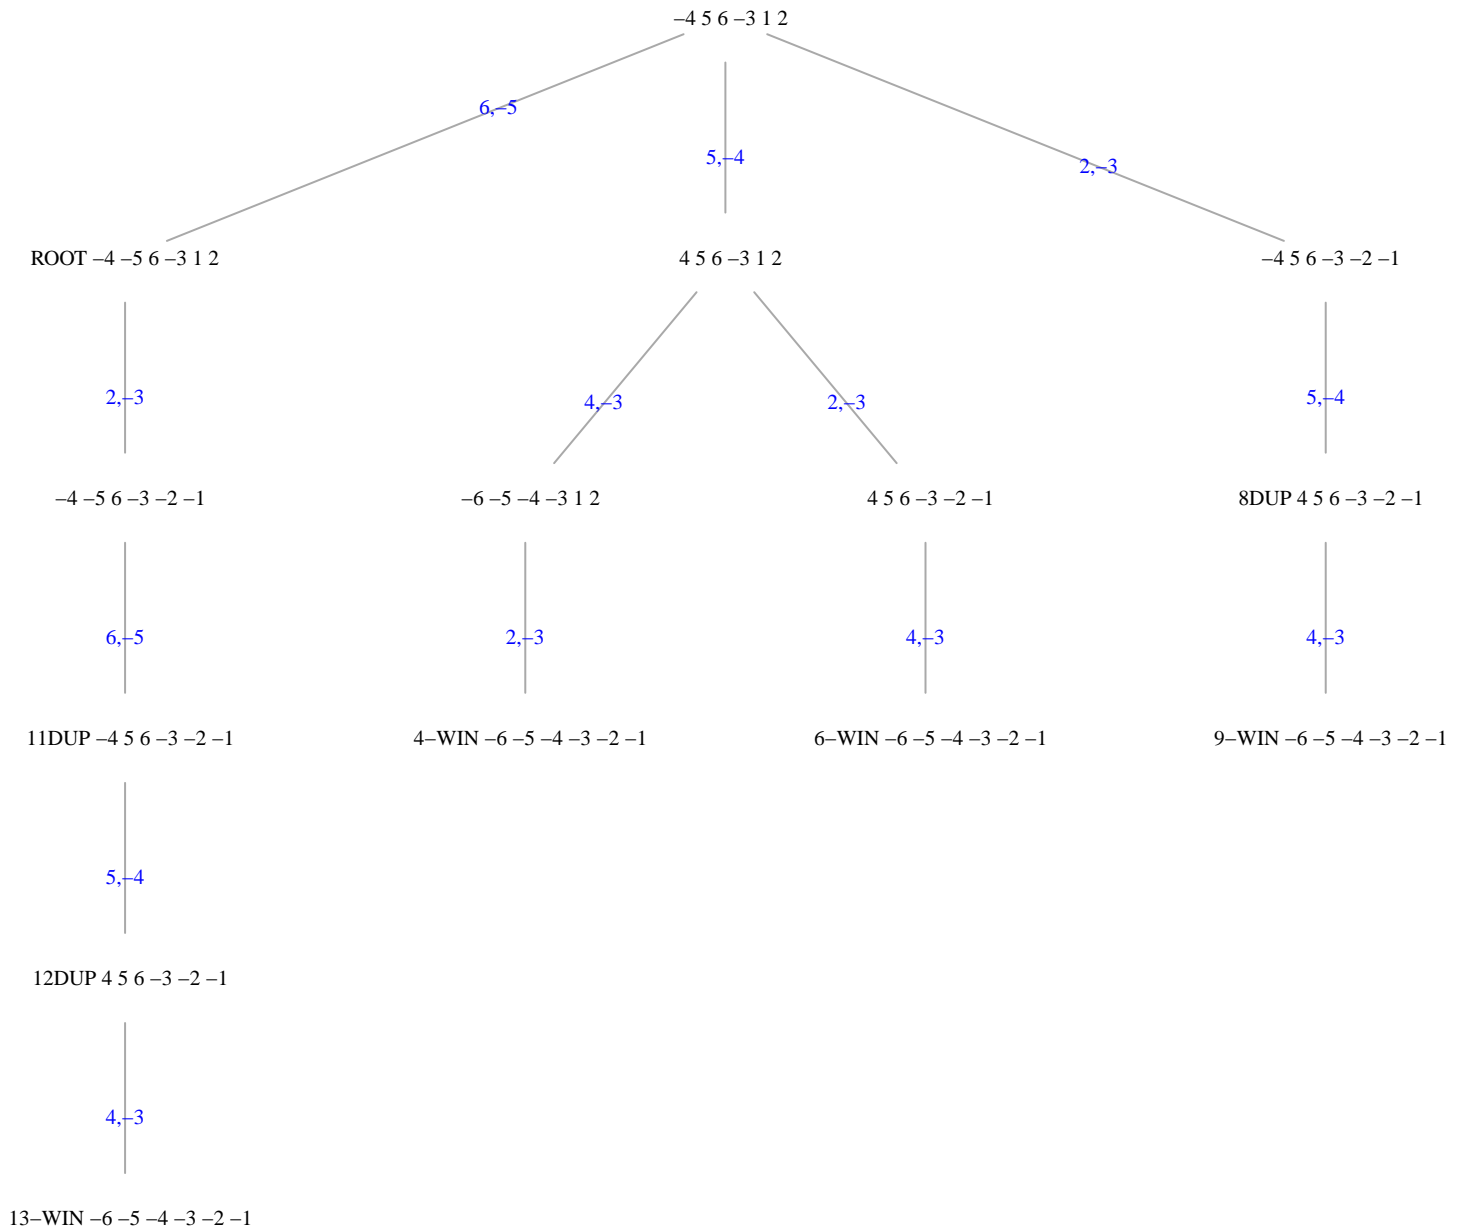 –4 5 6 –3 1 2
6,–5
5,–4
2,–3
ROOT –4 –5 6 –3 1 2
4 5 6 –3 1 2
–4 5 6 –3 –2 –1
2,–3
4,–3
2,–3
5,–4
–4 –5 6 –3 –2 –1
–6 –5 –4 –3 1 2
4 5 6 –3 –2 –1
8DUP 4 5 6 –3 –2 –1
6,–5
2,–3
4,–3
4,–3
11DUP –4 5 6 –3 –2 –1
4–WIN –6 –5 –4 –3 –2 –1
6–WIN –6 –5 –4 –3 –2 –1
9–WIN –6 –5 –4 –3 –2 –1
5,–4
12DUP 4 5 6 –3 –2 –1
4,–3
13–WIN –6 –5 –4 –3 –2 –1